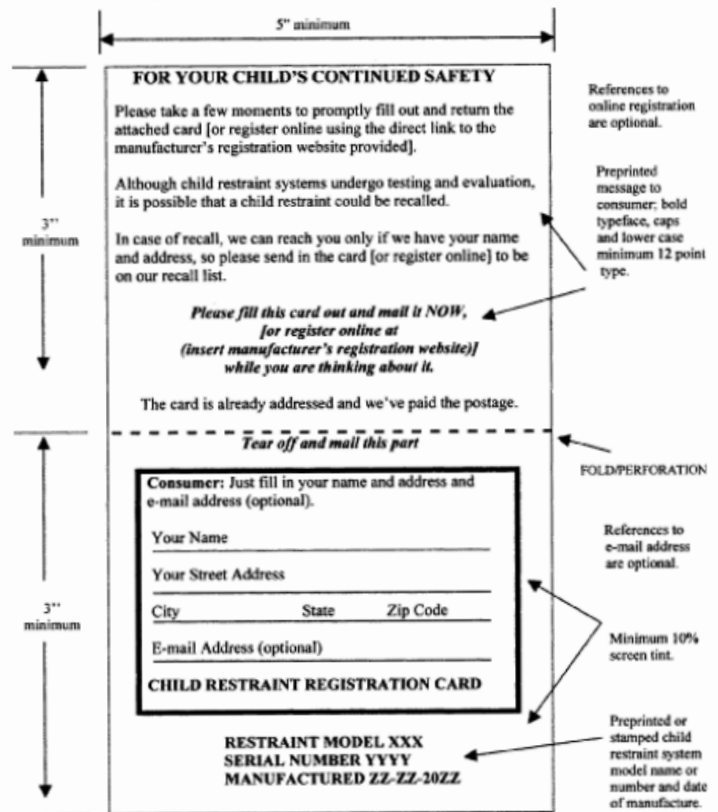 5" minimum
FOR YOUR CHILD'S CONTINUED SAFETY
Please take a few moments to promptly fill out and return the
attached card [or register online using the direct link to the
manufacturer's registration website provided].
Although child restraint systems undergo testing and evaluation,
it is possible that a child restraint could be recalled.
In case of recall, we can reach you only if we have your name
and address, so please send in the card [or register online] to be
on our recall list.
Please fill this card out and mail it NOW,
[or register online at
(insert manufacturer's registration website)]
while you are thinking about it.
The card is already addressed and we've paid the postage.
3"
minimum
References to
online registration
are optional.
Preprinted
message to
consumer; bold
typeface, caps
and lower case
minimum 12 point
type.
Tear off and mail this part
FOLD/PERFORATION
Consumer: Just fill in your name and address and
e-mail address (optional).
Your Name
Your Street Address
City State Zip Code
E-mail Address (optional)
CHILD RESTRAINT REGISTRATION CARD
RESTRAINT MODEL XXX
SERIAL NUMBER YYYY
MANUFACTURED ZZ-ZZ-20ZZ
3"
minimum
References to
e-mail address
are optional.
Minimum 10%
screen tint.
Preprinted or
stamped child
restraint system
model name or
number and date
of manufacture.